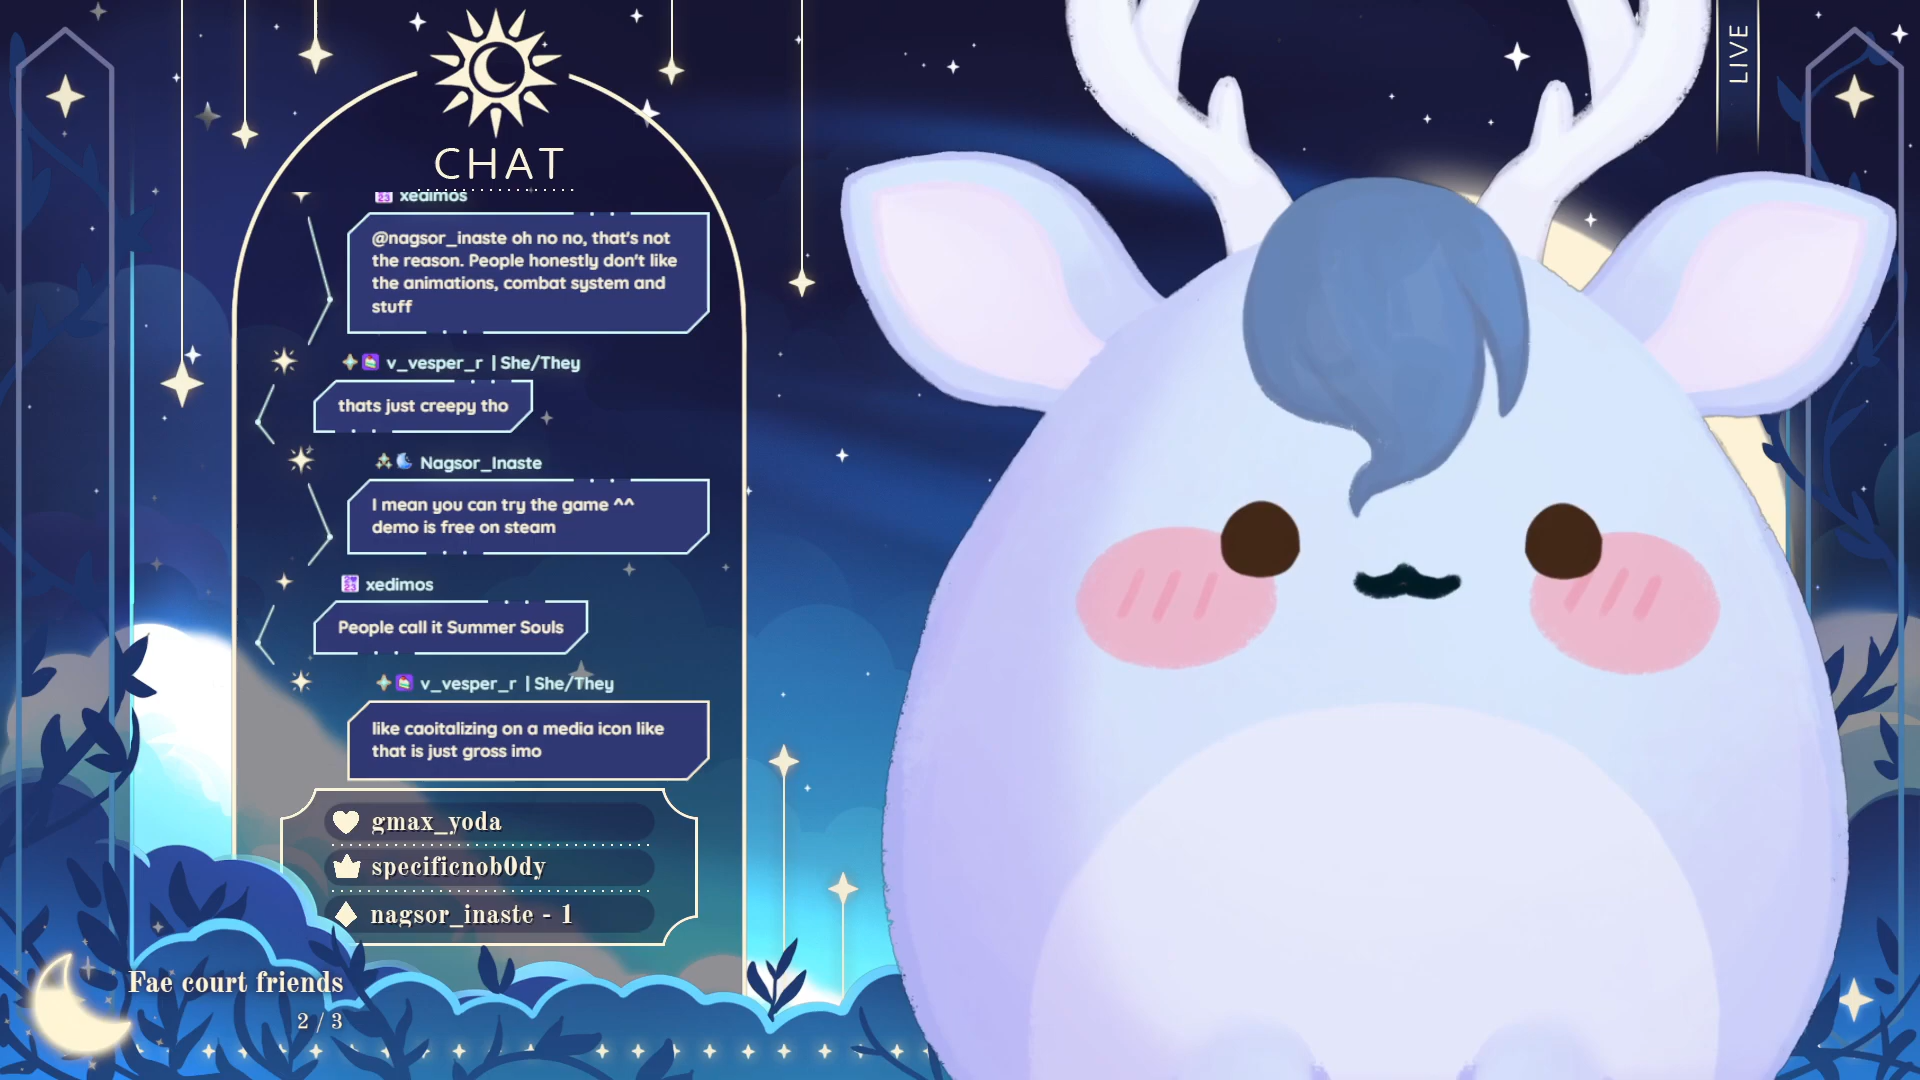 LIVE
CHAT
xedimos
@nagsor_inaste oh no no, that's not
the reason. People honestly don't like
the animations, combat system and
stuff
v_vesper_r | She/They
thats just creepy tho
Nagsor_Inaste
I mean you can try the game ^^
demo is free on steam
xedimos
People call it Summer Souls
v_vesper_r | She/They
like caoitalizing on a media icon like
that is just gross imo
gmax_yoda
specificnob0dy
nagsor_inaste - 1
Fae court friends
2 / 3